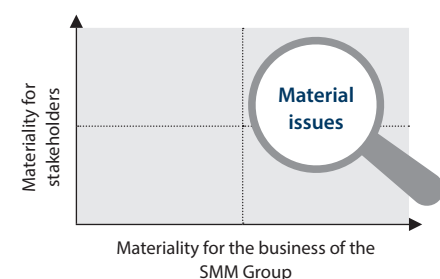 Materiality for
stakeholders
Material
issues
Materiality for the business of the
SMM Group